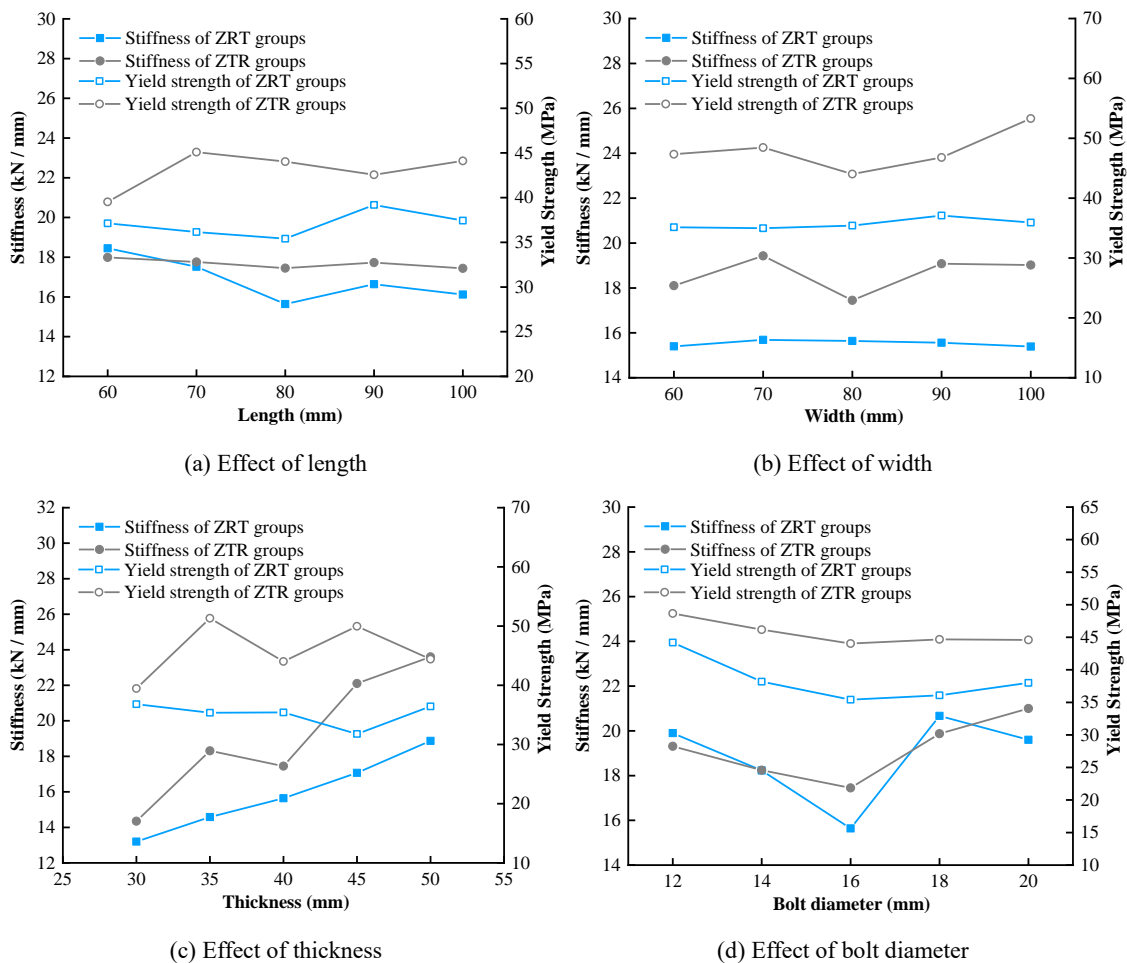 30
28
26
24
22
20
18
16
14
12
Stiffness (kN / mm)
Stiffness of ZRT groups
Stiffness of ZTR groups
Yield strength of ZRT groups
Yield strength of ZTR groups
60
55
50
45
40
35
30
25
20
Yield Strength (MPa)
60 70 80 90 100
Length (mm)
(a) Effect of length
30
28
26
24
22
20
18
16
14
Stiffness (kN / mm)
Stiffness of ZRT groups
Stiffness of ZTR groups
Yield strength of ZRT groups
Yield strength of ZTR groups
70
60
50
40
30
20
10
Yield Strength (MPa)
60 70 80 90 100
Width (mm)
(b) Effect of width
32
30
28
26
24
22
20
18
16
14
12
Stiffness (kN / mm)
Stiffness of ZRT groups
Stiffness of ZTR groups
Yield strength of ZRT groups
Yield strength of ZTR groups
70
60
50
40
30
20
10
Yield Strength (MPa)
25 30 35 40 45 50 55
Thickness (mm)
(c) Effect of thickness
30
28
26
24
22
20
18
16
14
Stiffness (kN / mm)
Stiffness of ZRT groups
Stiffness of ZTR groups
Yield strength of ZRT groups
Yield strength of ZTR groups
65
60
55
50
45
40
35
30
25
20
15
10
Yield Strength (MPa)
12 14 16 18 20
Bolt diameter (mm)
(d) Effect of bolt diameter